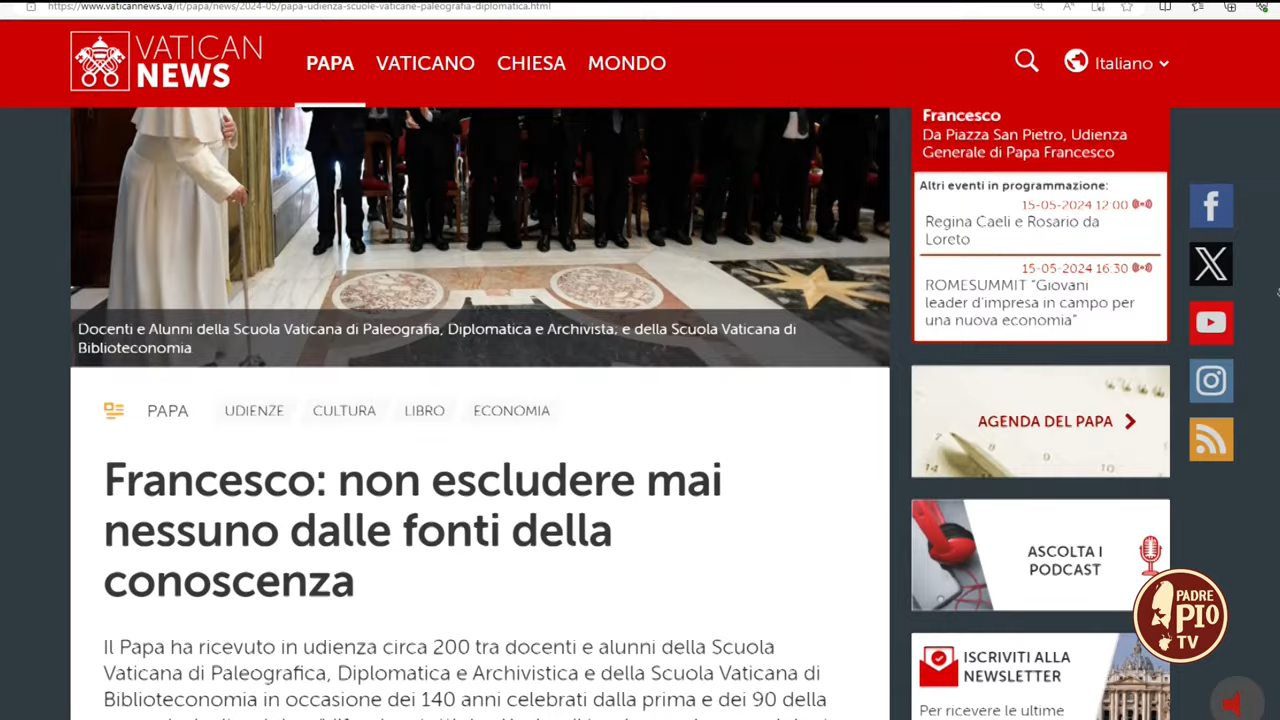 https://www.vaticannews.va/it/papa/news/2024-05/papa-udienza-scuole-vaticane-paleografia-diplomatica.html
VATICAN
NEWS
PAPA VATICANO CHIESA MONDO
Italiano
Docenti e Alunni della Scuola Vaticana di Paleografia, Diplomatica e Archivista, e della Scuola Vaticana di
Biblioteconomia
PAPA UDIENZE CULTURA LIBRO ECONOMIA
Francesco: non escludere mai
nessuno dalle fonti della
conoscenza
Il Papa ha ricevuto in udienza circa 200 tra docenti e alunni della Scuola
Vaticana di Paleografica, Diplomatica e Archivistica e della Scuola Vaticana di
Biblioteconomia in occasione dei 140 anni celebrati dalla prima e dei 90 della
Francesco
Da Piazza San Pietro, Udienza
Generale di Papa Francesco
Altri eventi in programmazione:
15-05-2024 12:00
Regina Caeli e Rosario da
Loreto
15-05-2024 16:30
ROMESUMMIT “Giovani
leader d’impresa in campo per
una nuova economia”
AGENDA DEL PAPA
7
8
9
14
10
ASCOLTA I
PODCAST
ISCRIVITI ALLA
NEWSLETTER
Per ricevere le ultime
PADRE
PIO
TV